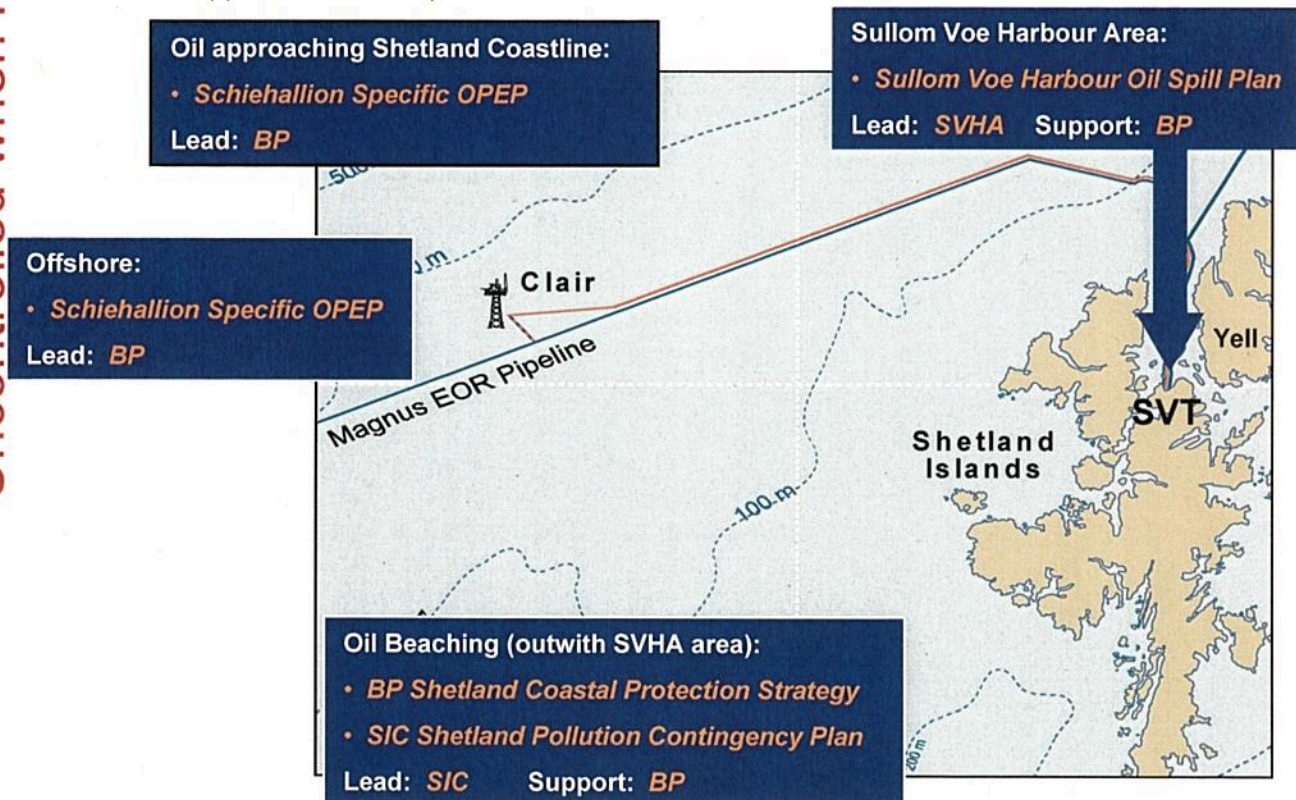 Oil approaching Shetland Coastline:
• Schiehallion Specific OPEP
Lead: BP
Sullom Voe Harbour Area:
• Sullom Voe Harbour Oil Spill Plan
Lead: SVHA Support: BP
Offshore:
• Schiehallion Specific OPEP
Lead: BP
m
Clair
Magnus EOR Pipeline
Yell
SVT
Shetland
Islands
100 m
200 m
Oil Beaching (outwith SVHA area):
• BP Shetland Coastal Protection Strategy
• SIC Shetland Pollution Contingency Plan
Lead: SIC Support: BP